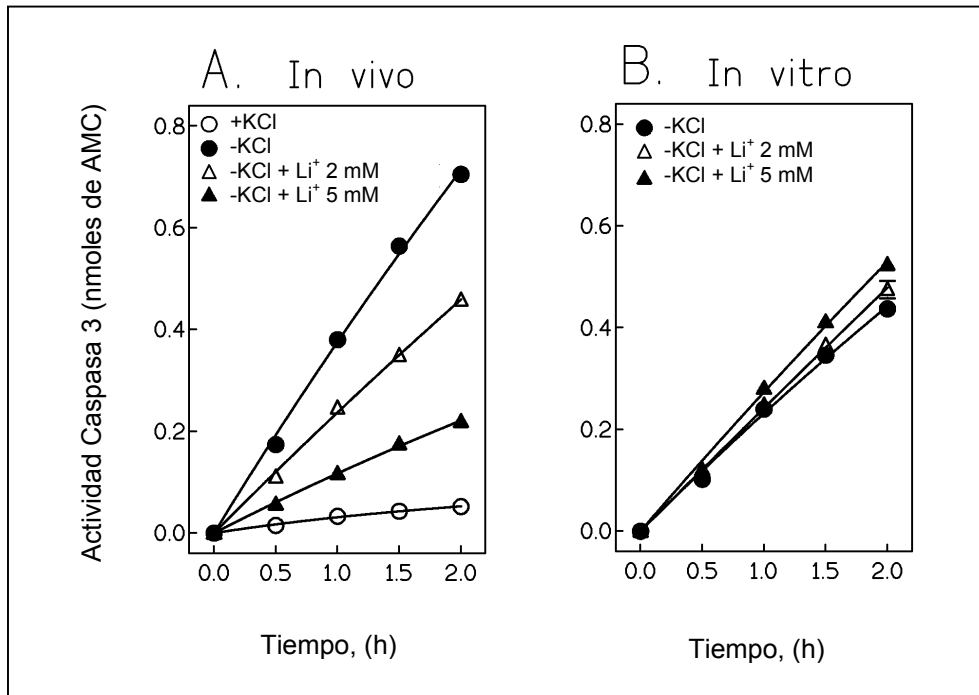 A. In vivo
Actividad Caspasa 3 (nmoles de AMC)
0.8
0.6
0.4
0.2
0.0
+KCl
-KCl
-KCl + Li⁺ 2 mM
-KCl + Li⁺ 5 mM
0.0 0.5 1.0 1.5 2.0
Tiempo, (h)
B. In vitro
0.8
0.6
0.4
0.2
0.0
-KCl
-KCl + Li⁺ 2 mM
-KCl + Li⁺ 5 mM
0.0 0.5 1.0 1.5 2.0
Tiempo, (h)